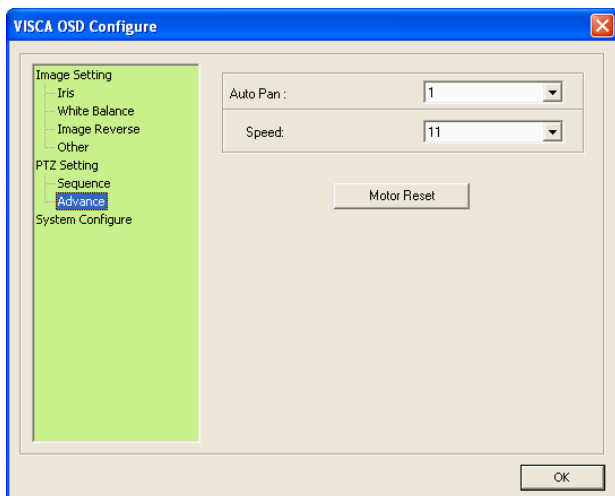 VISCA OSD Configure
Image Setting
Iris
White Balance
Image Reverse
Other
PTZ Setting
Sequence
Advance
System Configure
Auto Pan : 1
Speed: 11
Motor Reset
OK